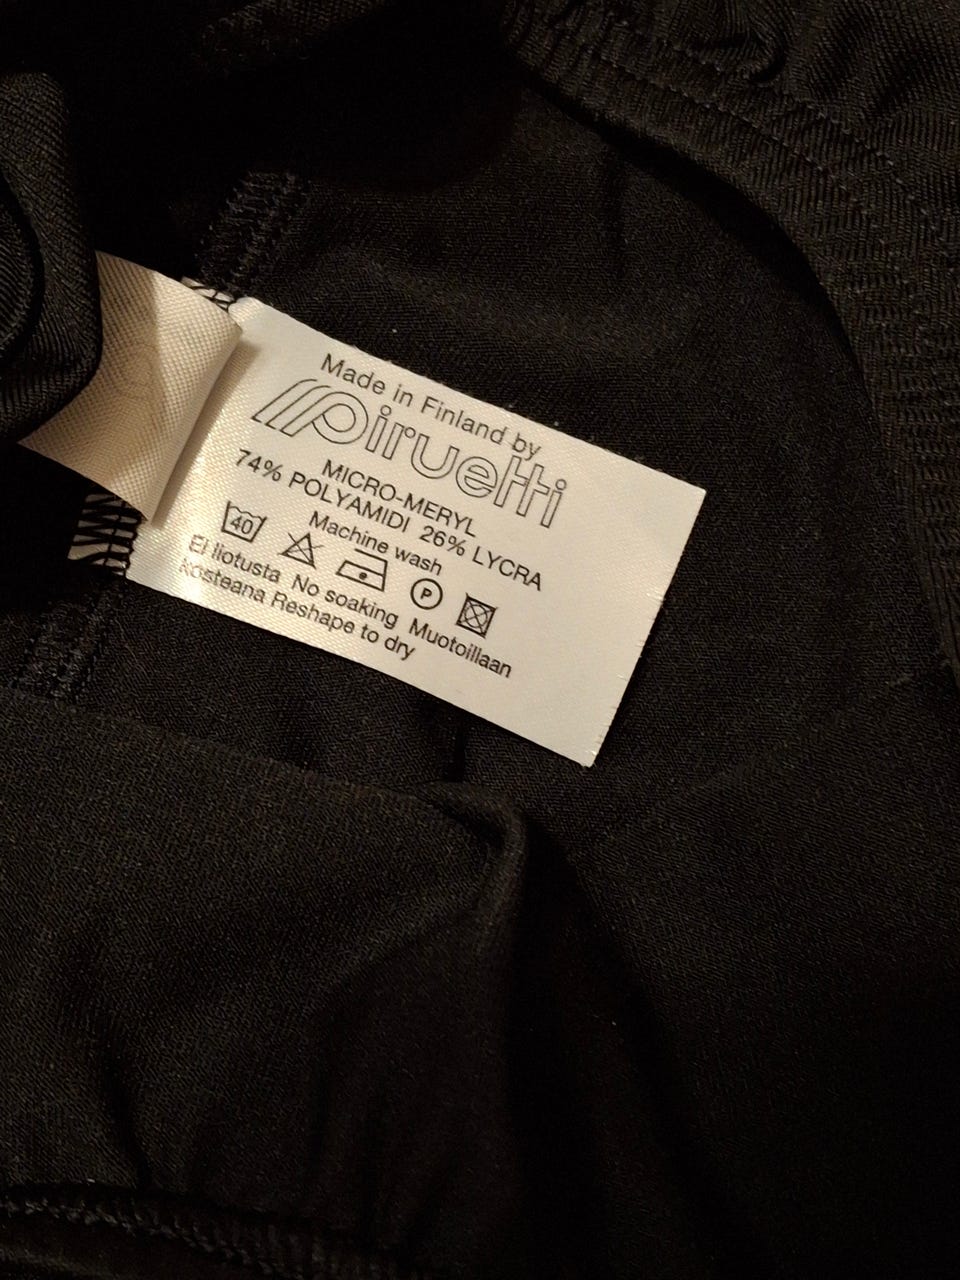 Made in Finland by
Piruetti
MICRO-MERYL
74% POLYAMIDI 26% LYCRA
Machine wash
40 P
Ei liotusta No soaking Muotoillaan
kosteana Reshape to dry